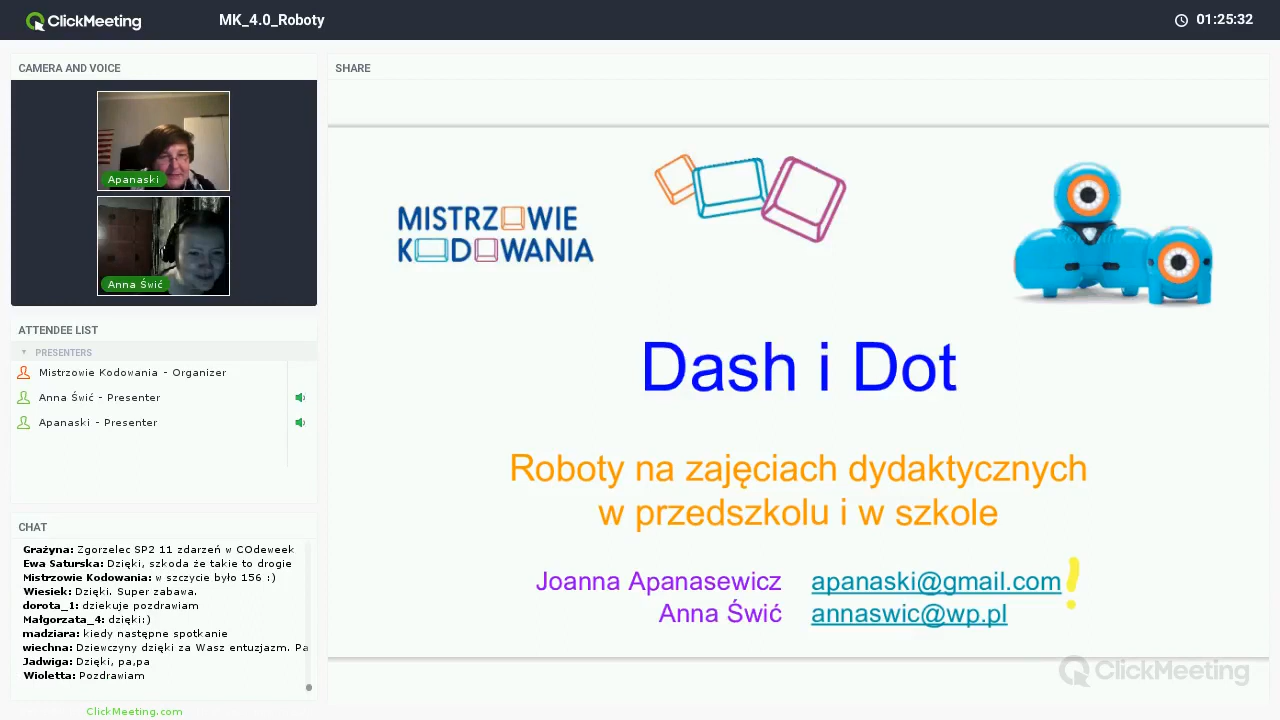 ClickMeeting
MK_4.0_Roboty
01:25:32
CAMERA AND VOICE
Apanaski
Anna Świć
ATTENDEE LIST
PRESENTERS
Mistrzowie Kodowania - Organizer
Anna Świć - Presenter
Apanaski - Presenter
CHAT
Grażyna: Zgorzelec SP2 11 zdarzeń w COdeweek
Ewa Saturska: Dzięki, szkoda że takie to drogie
Mistrzowie Kodowania: w szczycie było 156 :)
Wiesiek: Dzięki. Super zabawa.
dorota_1: dziekuje pozdrawiam
Małgorzata_4: dzięki:)
madziara: kiedy następne spotkanie
wiechna: Dziewczyny dzięki za Wasz entuzjazm. Pa
Jadwiga: Dzięki, pa,pa
Wioletta: Pozdrawiam
ClickMeeting.com
SHARE
MISTRZOWIE
KODOWANIA
Dash i Dot
Roboty na zajęciach dydaktycznych
w przedszkolu i w szkole
Joanna Apanasewicz apanaski@gmail.com!
Anna Świć annaswic@wp.pl
ClickMeeting